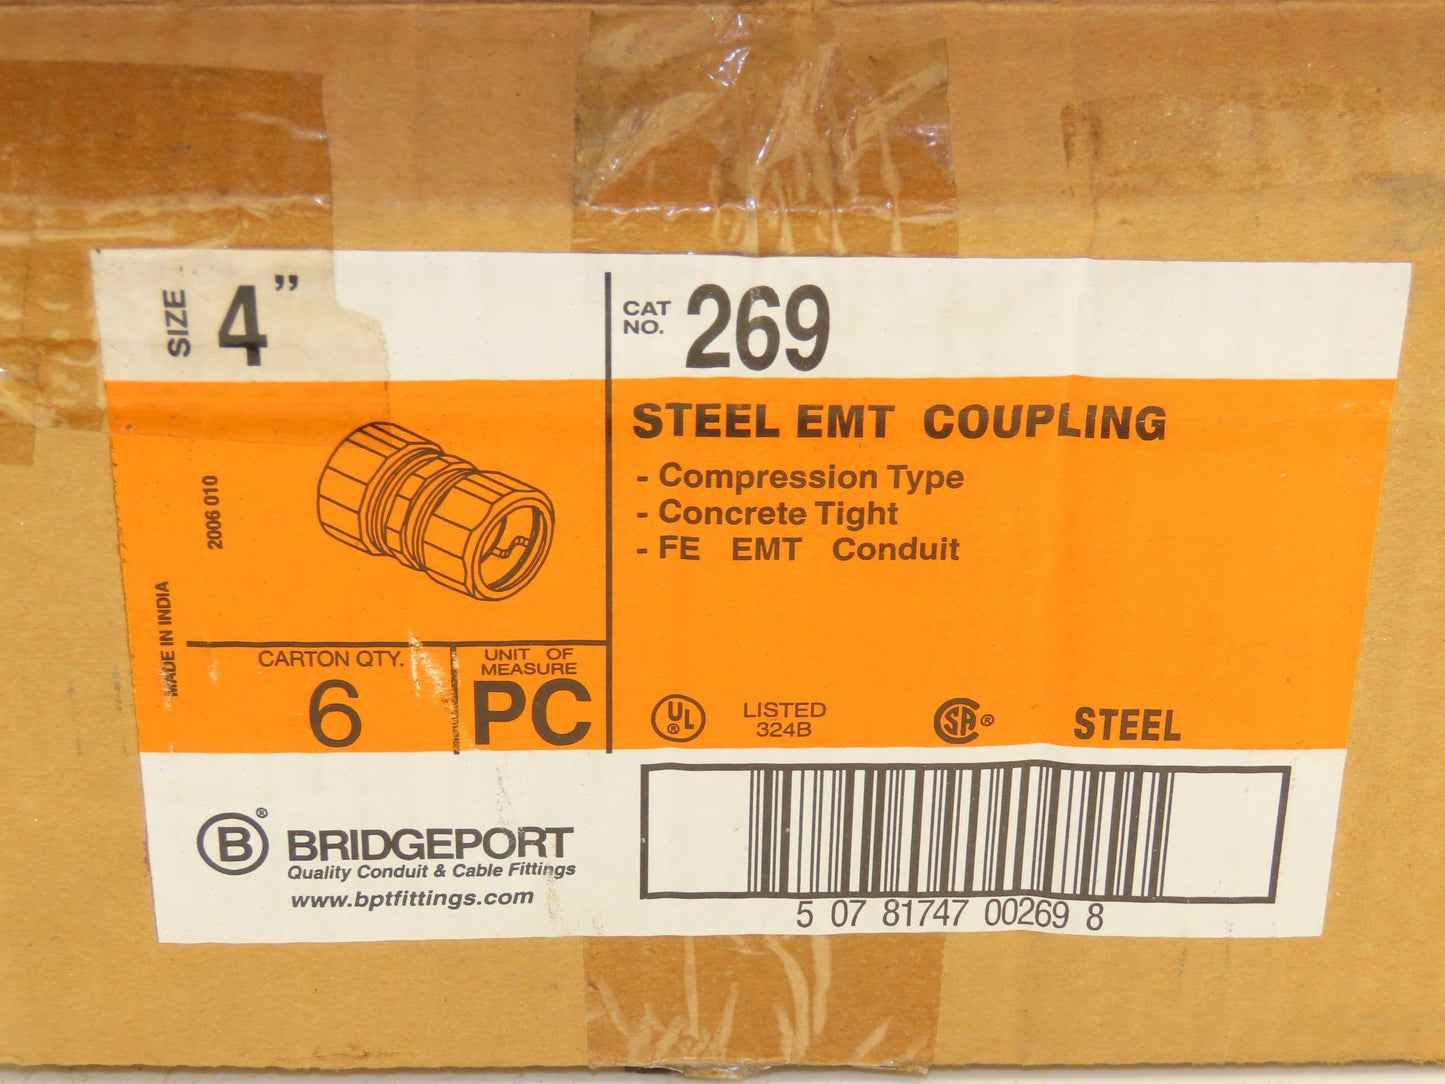 SIZE 4”
CAT NO. 269
STEEL EMT COUPLING
- Compression Type
- Concrete Tight
- FE EMT Conduit
2006 010
MADE IN INDIA
CARTON QTY.
6
UNIT OF
MEASURE
PC
UL ®
LISTED
324B
SA ®
STEEL
B ®
BRIDGEPORT
Quality Conduit & Cable Fittings
www.bptfittings.com
5 07 81747 00269 8